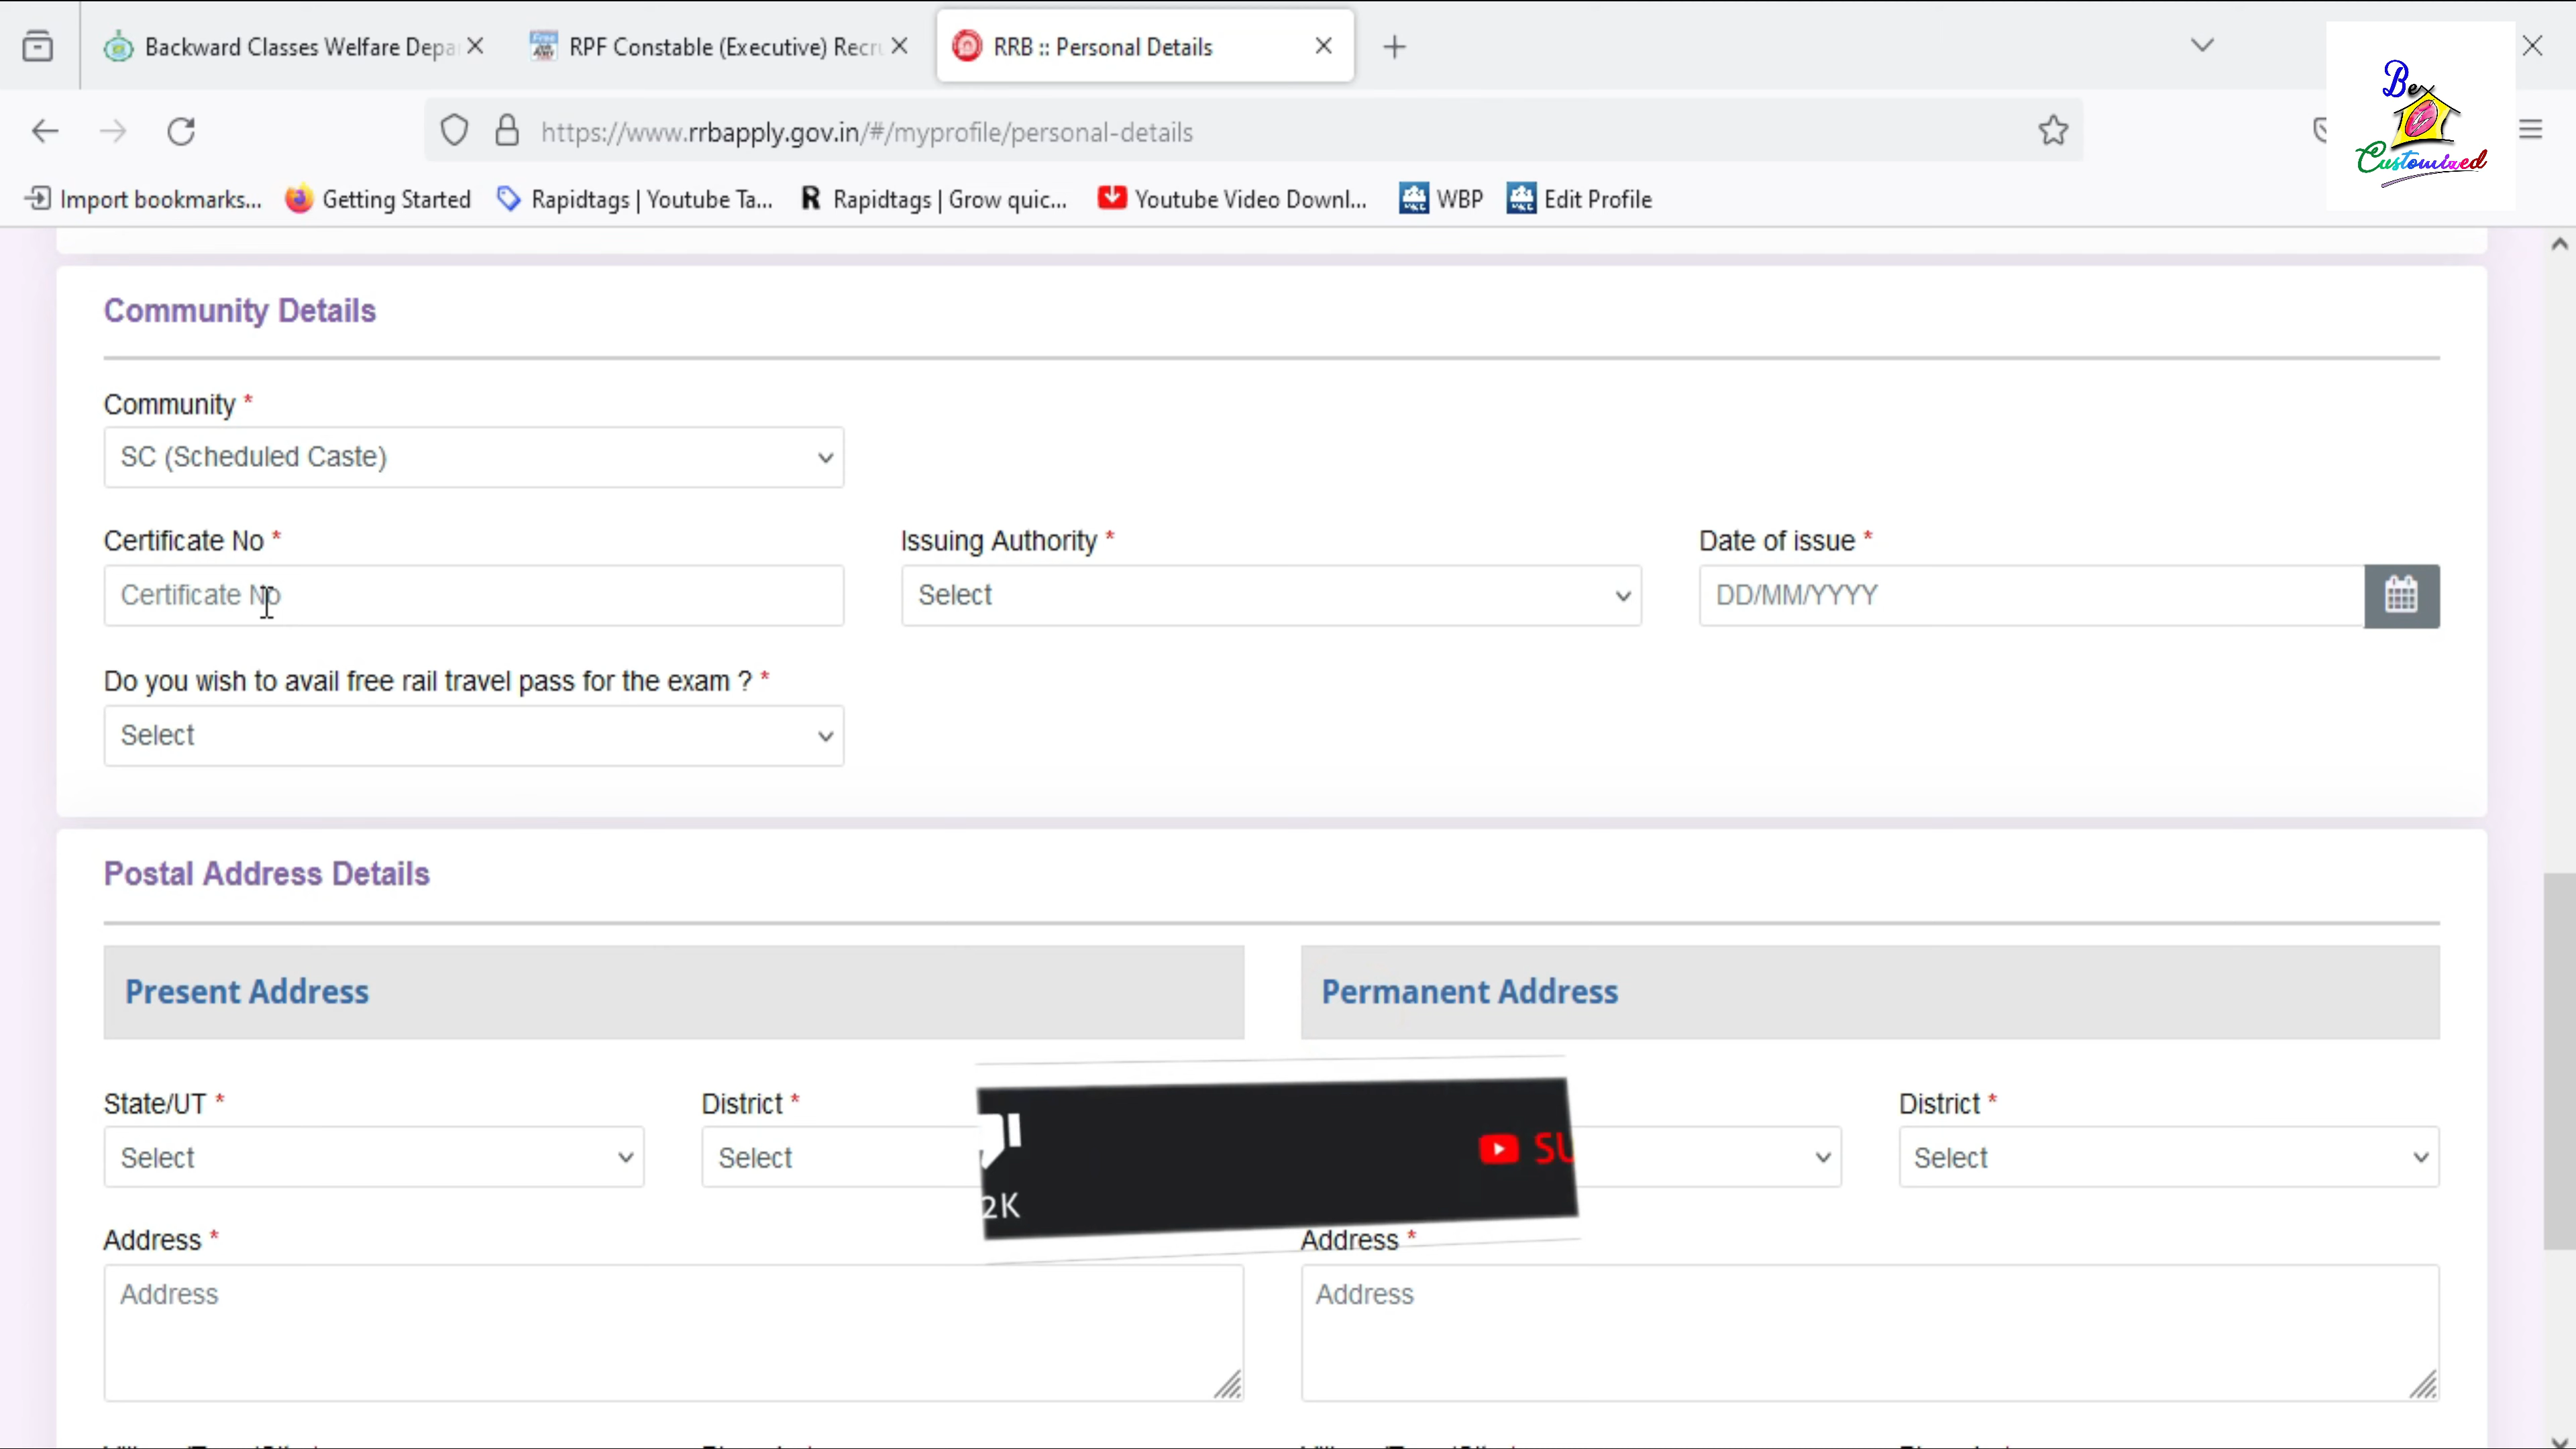 Backward Classes Welfare Depa
RPF Constable (Executive) Recru
RRB :: Personal Details
https://www.rrbapply.gov.in/#/myprofile/personal-details
Be
Customized
Import bookmarks...
Getting Started
Rapidtags | Youtube Ta...
R
Rapidtags | Grow quic...
Youtube Video Downl...
WBP
Edit Profile
Community Details
Community *
SC (Scheduled Caste)
Certificate No *
Issuing Authority *
Date of issue *
Certificate No
Select
DD/MM/YYYY
Do you wish to avail free rail travel pass for the exam ? *
Select
Postal Address Details
Present Address
Permanent Address
State/UT *
District *
District *
Select
Select
Select
2K
SU
Address *
Address *
Address
Address